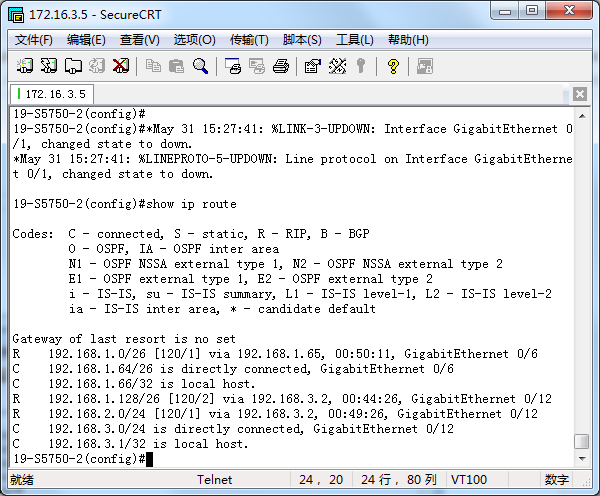 172.16.3.5 - SecureCRT
文件(F) 编辑(E) 查看(V) 选项(O) 传输(T) 脚本(S) 工具(L) 帮助(H)
172.16.3.5
19-S5750-2(config)#
19-S5750-2(config)#*May 31 15:27:41: %LINK-3-UPDOWN: Interface GigabitEthernet 0
/1, changed state to down.
*May 31 15:27:41: %LINEPROTO-5-UPDOWN: Line protocol on Interface GigabitEtherne
t 0/1, changed state to down.
19-S5750-2(config)#show ip route
Codes:  C - connected, S - static, R - RIP, B - BGP
O - OSPF, IA - OSPF inter area
N1 - OSPF NSSA external type 1, N2 - OSPF NSSA external type 2
E1 - OSPF external type 1, E2 - OSPF external type 2
i - IS-IS, su - IS-IS summary, L1 - IS-IS level-1, L2 - IS-IS level-2
ia - IS-IS inter area, * - candidate default
Gateway of last resort is no set
R    192.168.1.0/26 [120/1] via 192.168.1.65, 00:50:11, GigabitEthernet 0/6
C    192.168.1.64/26 is directly connected, GigabitEthernet 0/6
C    192.168.1.66/32 is local host.
R    192.168.1.128/26 [120/2] via 192.168.3.2, 00:44:26, GigabitEthernet 0/12
R    192.168.2.0/24 [120/1] via 192.168.3.2, 00:49:26, GigabitEthernet 0/12
C    192.168.3.0/24 is directly connected, GigabitEthernet 0/12
C    192.168.3.1/32 is local host.
19-S5750-2(config)#
就绪 Telnet 24, 20 24 行, 80 列 VT100 数字